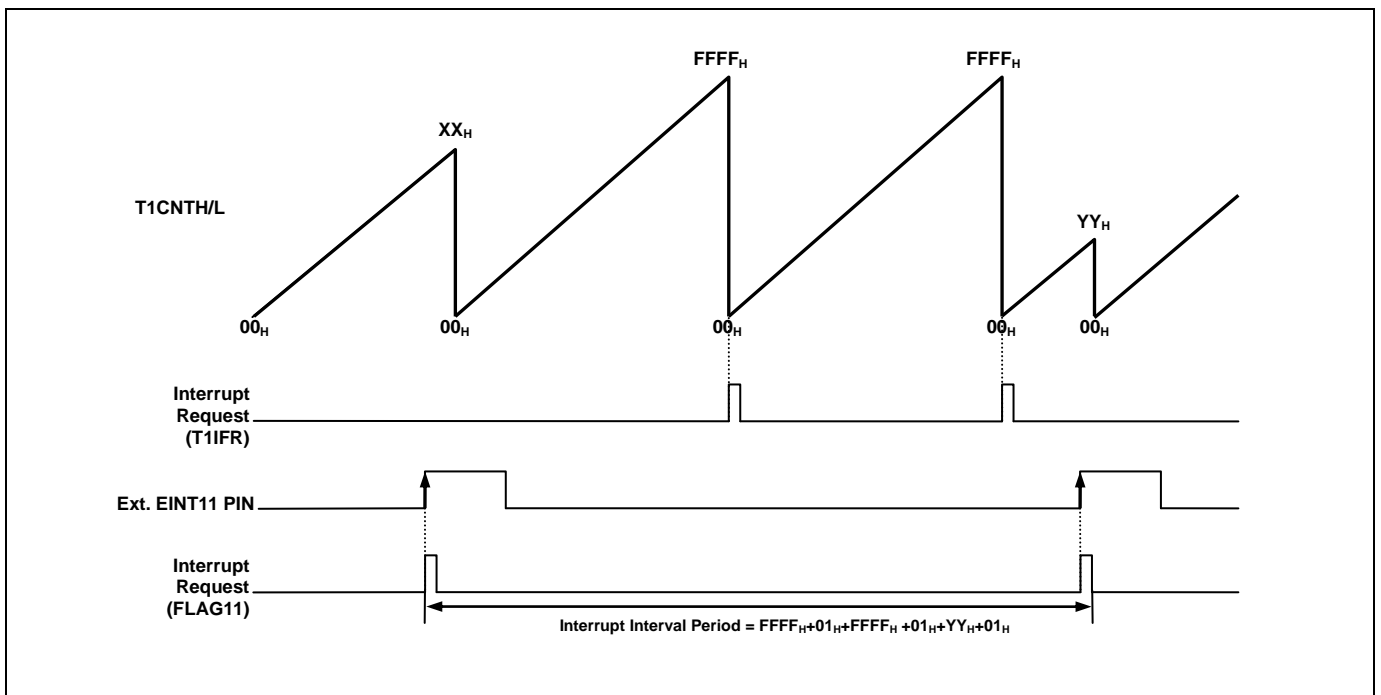 FFFFH FFFFH
XXH
T1CNTH/L
YYH
00H 00H 00H 00H 00H
Interrupt
Request
(T1IFR)
Ext. EINT11 PIN
Interrupt
Request
(FLAG11)
Interrupt Interval Period = FFFFH+01H+FFFFH +01H+YYH+01H